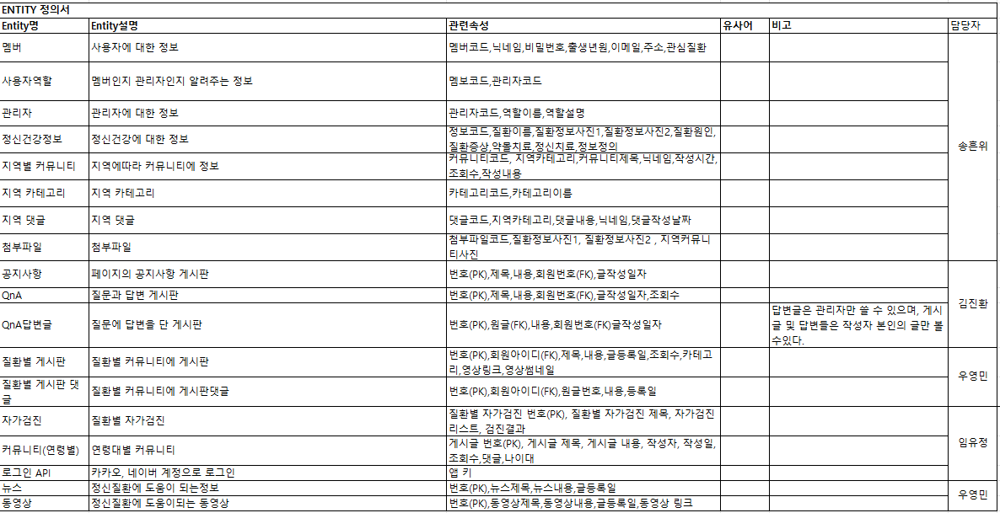 ENTITY 정의서
Entity명 Entity설명 관련속성 유사어 비고 담당자
멤버 사용자에 대한 정보 멤버코드,닉네임,비밀번호,출생년원,이메일,주소,관심질환
사용자역할 멤버인지 관리자인지 알려주는 정보 멤보코드,관리자코드
관리자 관리자에 대한 정보 관리자코드,역할이름,역할설명
정신건강정보 정신건강에 대한 정보 정보코드,질환이름,질환정보사진1,질환정보사진2,질환원인,
질환증상,약물치료,정신치료,정보정의
송흔위
지역별 커뮤니티 지역에따라 커뮤니티에 정보 커뮤니티코드, 지역카테고리,커뮤니티제목,닉네임,작성시간,
조회수,작성내용
지역 카테고리 지역 카테고리 카테고리코드,카테고리이름
지역 댓글 지역 댓글 댓글코드,지역카테고리,댓글내용,닉네임,댓글작성날짜
첨부파일 첨부파일 첨부파일코드,질환정보사진1, 질환정보사진2 , 지역커뮤니
티사진
공지사항 페이지의 공지사항 게시판 번호(PK),제목,내용,회원번호(FK),글작성일자
QnA 질문과 답변 게시판 번호(PK),제목,내용,회원번호(FK),글작성일자,조회수
김진환
QnA답변글 질문에 답변을 단 게시판 번호(PK),원글(FK),내용,회원번호(FK)글작성일자 답변글은 관리자만 쓸 수 있으며, 게시
글 및 답변들은 작성자 본인의 글만 볼
수있다.
질환별 게시판 질환별 커뮤니티에 게시판 번호(PK),회원아이디(FK),제목,내용,글등록일,조회수,카테고
리,영상링크,영상썸네일
우영민
질환별 게시판 댓
글 질환별 커뮤니티에 게시판댓글 번호(PK),회원아이디(FK),원글번호,내용,등록일
자가검진 질환별 자가검진 질환별 자가검진 번호(PK), 질환별 자가검진 제목, 자가검진
리스트, 검진결과
임유정
커뮤니티(연령별) 연령대별 커뮤니티 게시글 번호(PK), 게시글 제목, 게시글 내용, 작성자, 작성일,
조회수,댓글,나이대
로그인 API 카카오, 네이버 계정으로 로그인 앱 키
뉴스 정신질환에 도움이 되는정보 번호(PK),뉴스제목,뉴스내용,글등록일
우영민
동영상 정신질환에 도움이되는 동영상 번호(PK),동영상제목,동영상내용,글등록일,동영상 링크